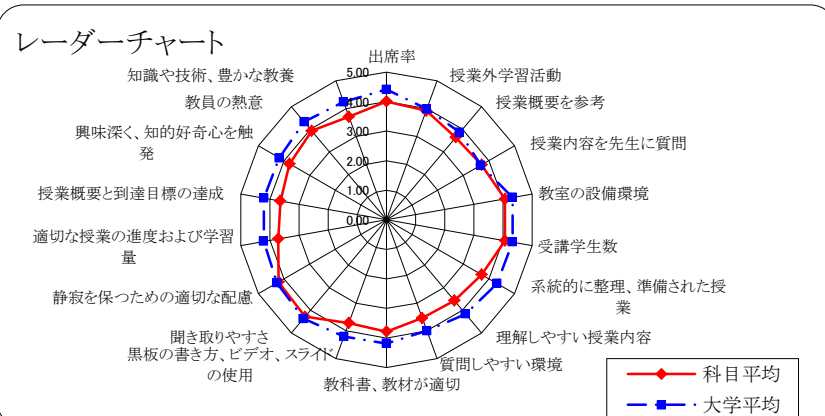 レーダーチャート
出席率
授業外学習活動
授業概要を参考
授業内容を先生に質問
教室の設備環境
受講学生数
系統的に整理、準備された授
業
理解しやすい授業内容
質問しやすい環境
教科書、教材が適切
黒板の書き方、ビデオ、スライド
の使用
聞き取りやすさ
静寂を保つための適切な配慮
適切な授業の進度および学習
量
授業概要と到達目標の達成
興味深く、知的好奇心を触
発
教員の熱意
知識や技術、豊かな教養
5.00
4.00
3.00
2.00
1.00
0.00
科目平均
大学平均